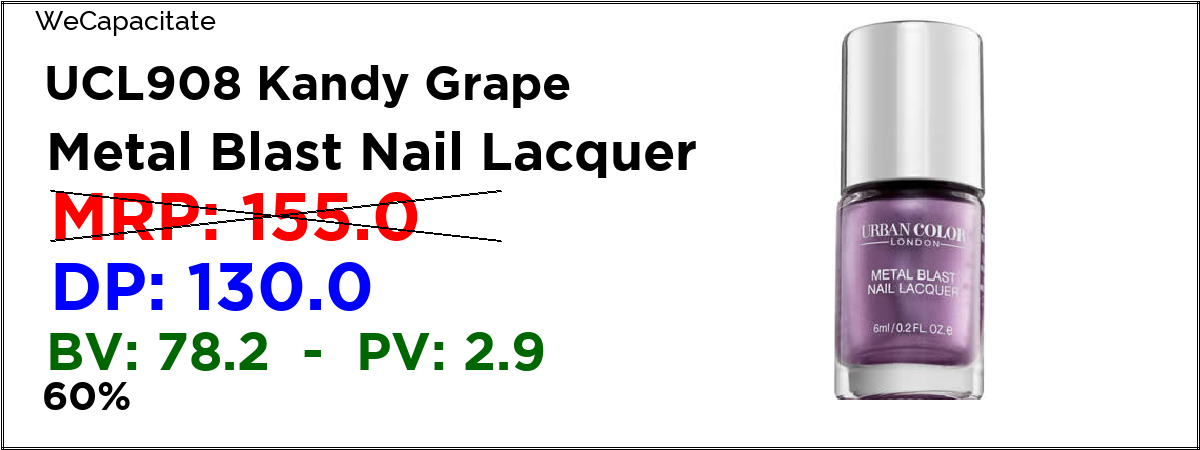 WeCapacitate
UCL908 Kandy Grape
Metal Blast Nail Lacquer
MRP: 155.0
DP: 130.0
BV: 78.2 - PV: 2.9
60%
URBAN COLOR
LONDON
METAL BLAST
NAIL LACQUER
6ml/0.2 FL. OZ.e